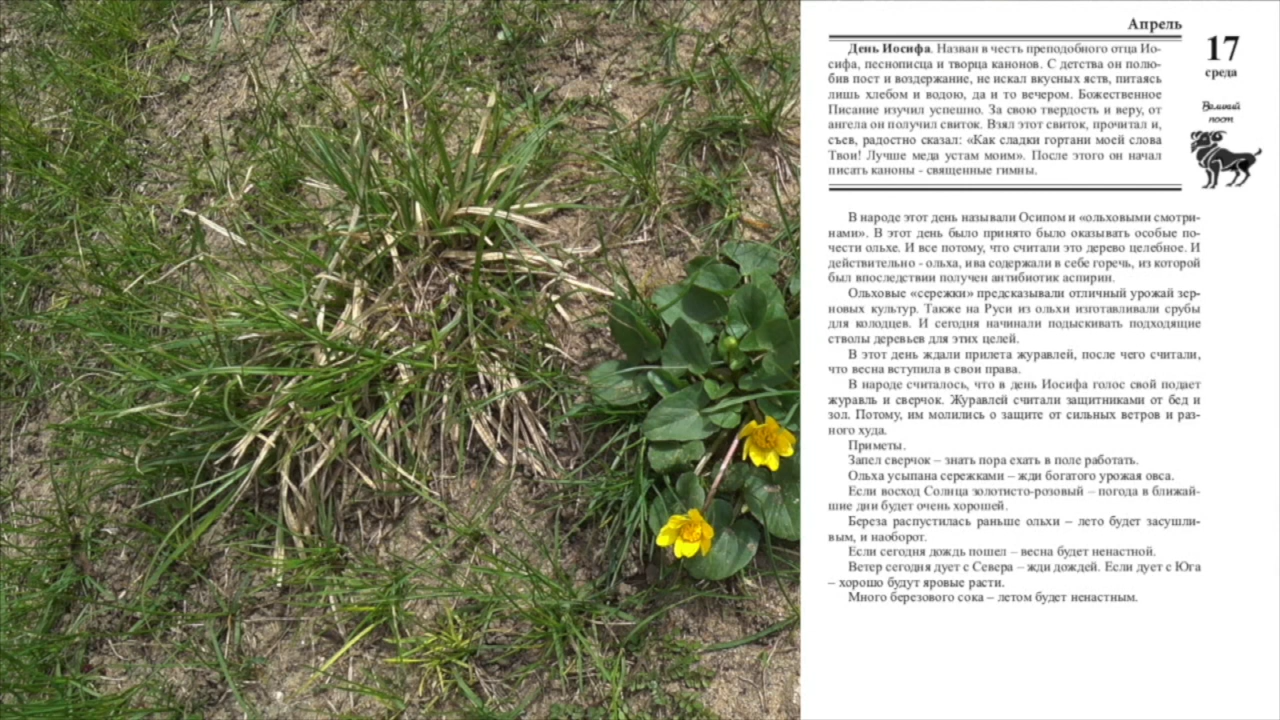 Апрель
День Иосифа. Назван в честь преподобного отца Ио-
сифа, песнописца и творца канонов. С детства он полю-
бив пост и воздержание, не искал вкусных яств, питаясь
лишь хлебом и водою, да и то вечером. Божественное
Писание изучил успешно. За свою твердость и веру, от
ангела он получил свиток. Взял этот свиток, прочитал и,
съев, радостно сказал: «Как сладки гортани моей слова
Твои! Лучше меда устам моим». После этого он начал
писать каноны - священные гимны.
17
среда
Великий
пост
В народе этот день называли Осипом и «ольховыми смотри-
нами». В этот день было принято было оказывать особые по-
чести ольхе. И все потому, что считали это дерево целебное. И
действительно - ольха, ива содержали в себе горечь, из которой
был впоследствии получен антибиотик аспирин.
Ольховые «сережки» предсказывали отличный урожай зер-
новых культур. Также на Руси из ольхи изготавливали срубы
для колодцев. И сегодня начинали подыскивать подходящие
стволы деревьев для этих целей.
В этот день ждали прилета журавлей, после чего считали,
что весна вступила в свои права.
В народе считалось, что в день Иосифа голос свой подает
журавль и сверчок. Журавлей считали защитниками от бед и
зол. Потому, им молились о защите от сильных ветров и раз-
ного худа.
Приметы.
Запел сверчок – знать пора ехать в поле работать.
Ольха усыпана сережками – жди богатого урожая овса.
Если восход Солнца золотисто-розовый – погода в ближай-
шие дни будет очень хорошей.
Береза распустилась раньше ольхи – лето будет засушли-
вым, и наоборот.
Если сегодня дождь пошел – весна будет ненастной.
Ветер сегодня дует с Севера – жди дождей. Если дует с Юга
– хорошо будут яровые расти.
Много березового сока – летом будет ненастным.